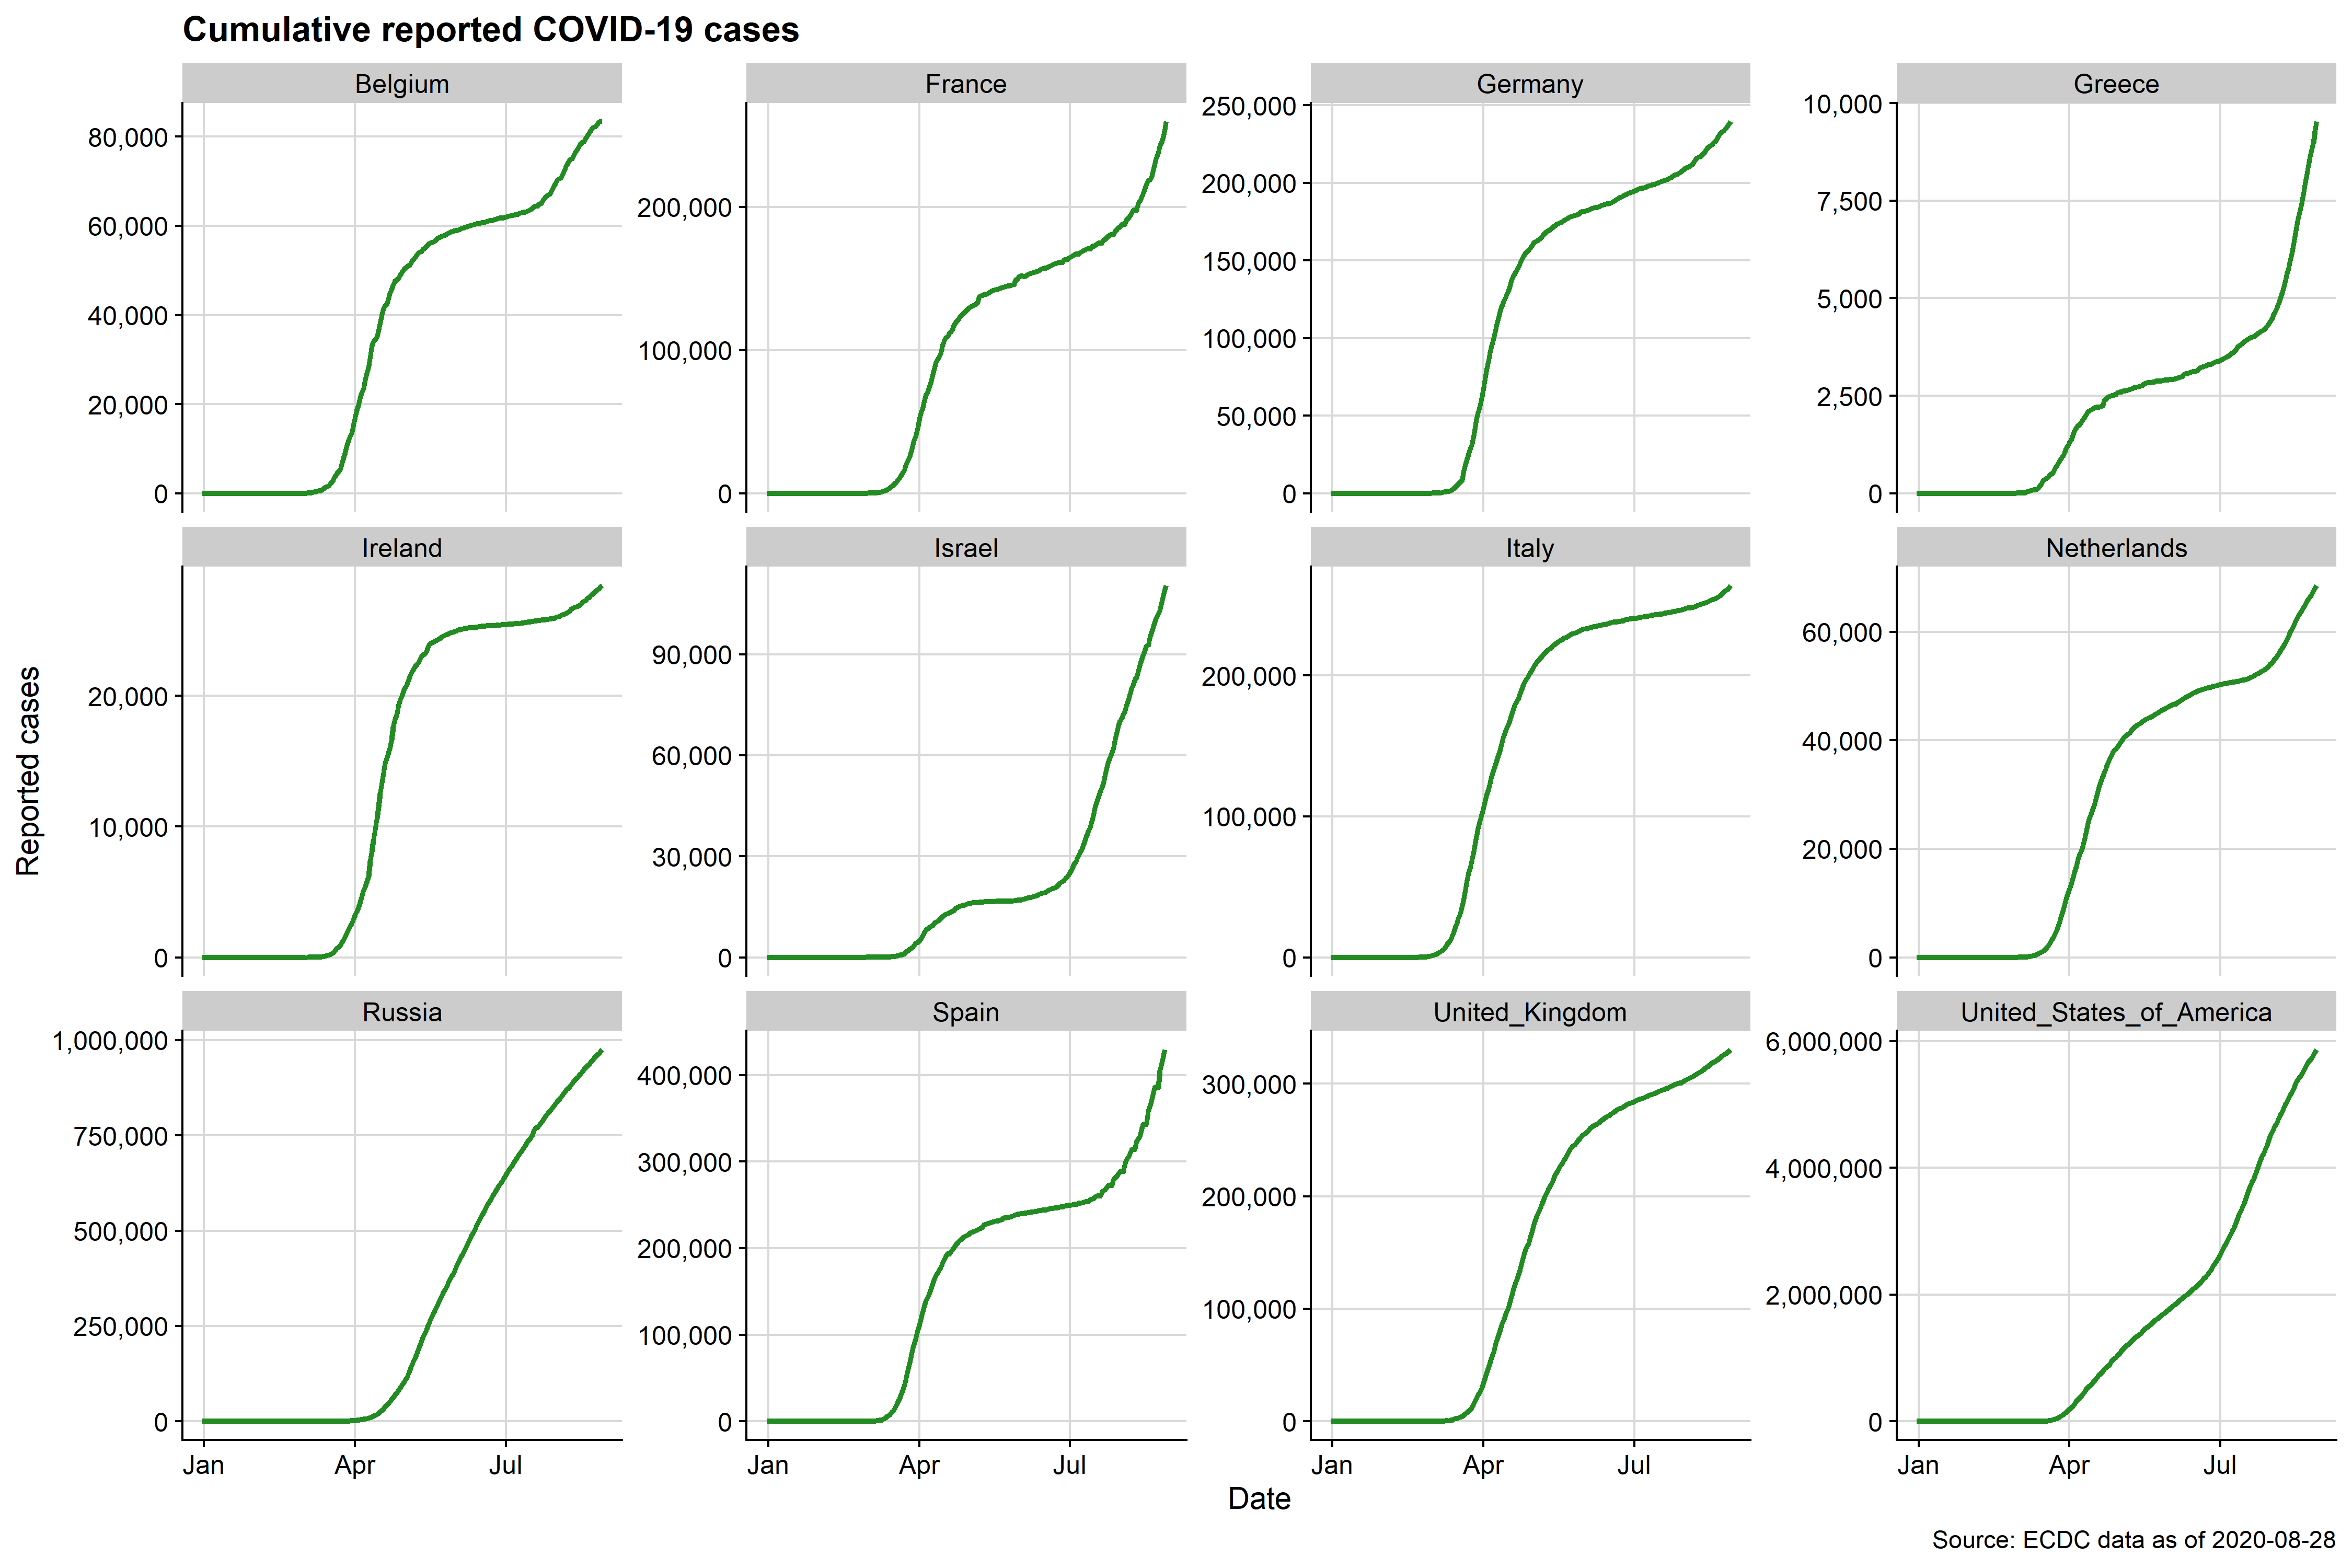 Cumulative reported COVID-19 cases
Belgium
80,000
60,000
40,000
20,000
0
France
200,000
100,000
0
Germany
250,000
200,000
150,000
100,000
50,000
0
Greece
10,000
7,500
5,000
2,500
0
Reported cases
Ireland
20,000
10,000
0
Israel
90,000
60,000
30,000
0
Italy
200,000
100,000
0
Netherlands
60,000
40,000
20,000
0
Russia
1,000,000
750,000
500,000
250,000
0
Jan Apr Jul
Spain
400,000
300,000
200,000
100,000
0
Jan Apr Jul
United_Kingdom
300,000
200,000
100,000
0
Jan Apr Jul
United_States_of_America
6,000,000
4,000,000
2,000,000
0
Jan Apr Jul
Date
Source: ECDC data as of 2020-08-28